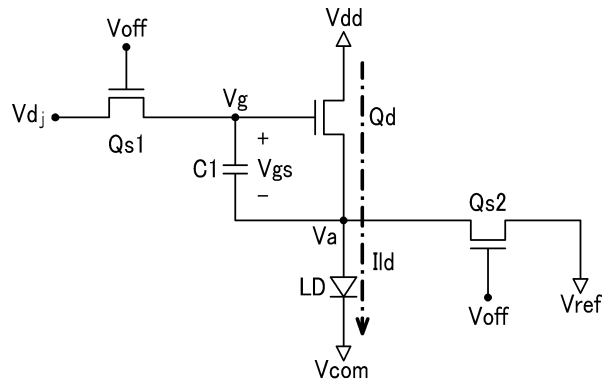 Voff
Vdd
Vdj
Vg
Qd
Qs1
+
C1
Vgs
−
Qs2
Va
Ild
LD
Voff
Vref
Vcom